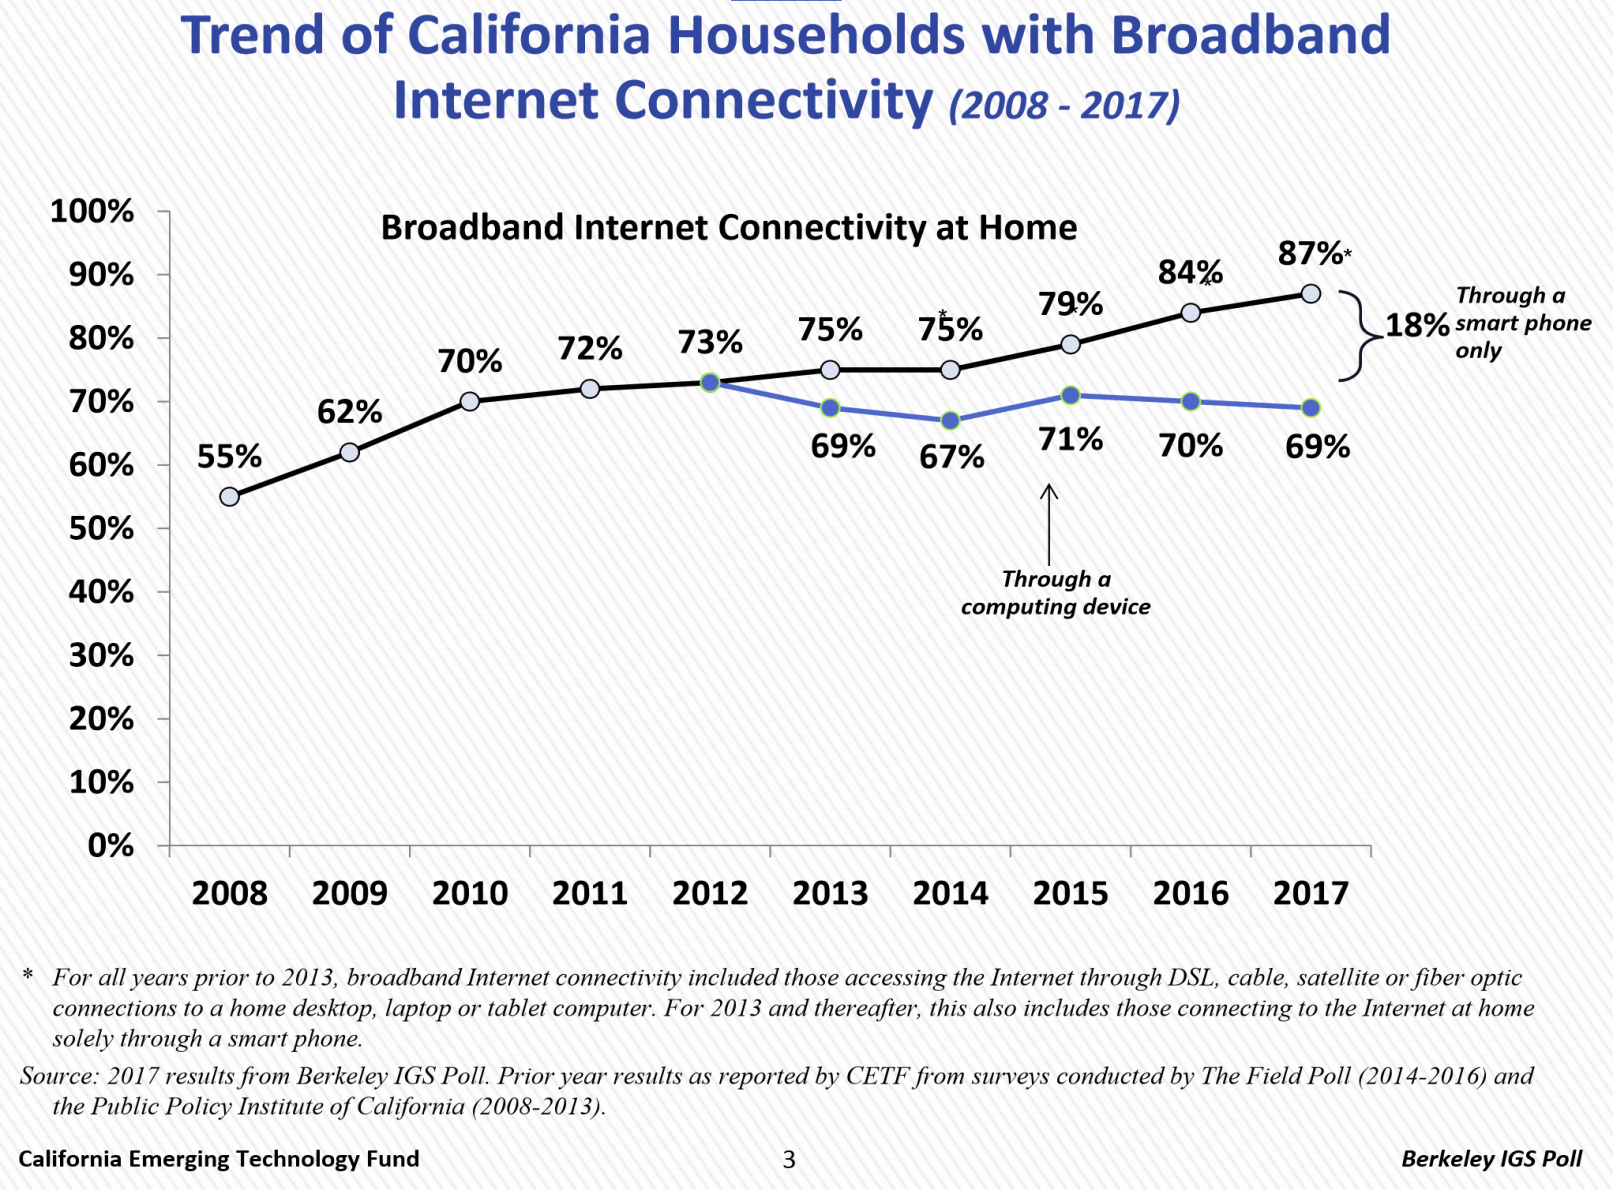 Trend of California Households with Broadband
Internet Connectivity (2008 - 2017)
Broadband Internet Connectivity at Home
100%
90%
80%
70%
60%
50%
40%
30%
20%
10%
0%
55%
62%
70%
72%
73%
75%
75%*
79%*
84%*
87%*
69%
67%
71%
70%
69%
18%
Through a
smart phone
only
Through a
computing device
2008 2009 2010 2011 2012 2013 2014 2015 2016 2017
* For all years prior to 2013, broadband Internet connectivity included those accessing the Internet through DSL, cable, satellite or fiber optic
connections to a home desktop, laptop or tablet computer. For 2013 and thereafter, this also includes those connecting to the Internet at home
solely through a smart phone.
Source: 2017 results from Berkeley IGS Poll. Prior year results as reported by CETF from surveys conducted by The Field Poll (2014-2016) and
the Public Policy Institute of California (2008-2013).
California Emerging Technology Fund
3
Berkeley IGS Poll